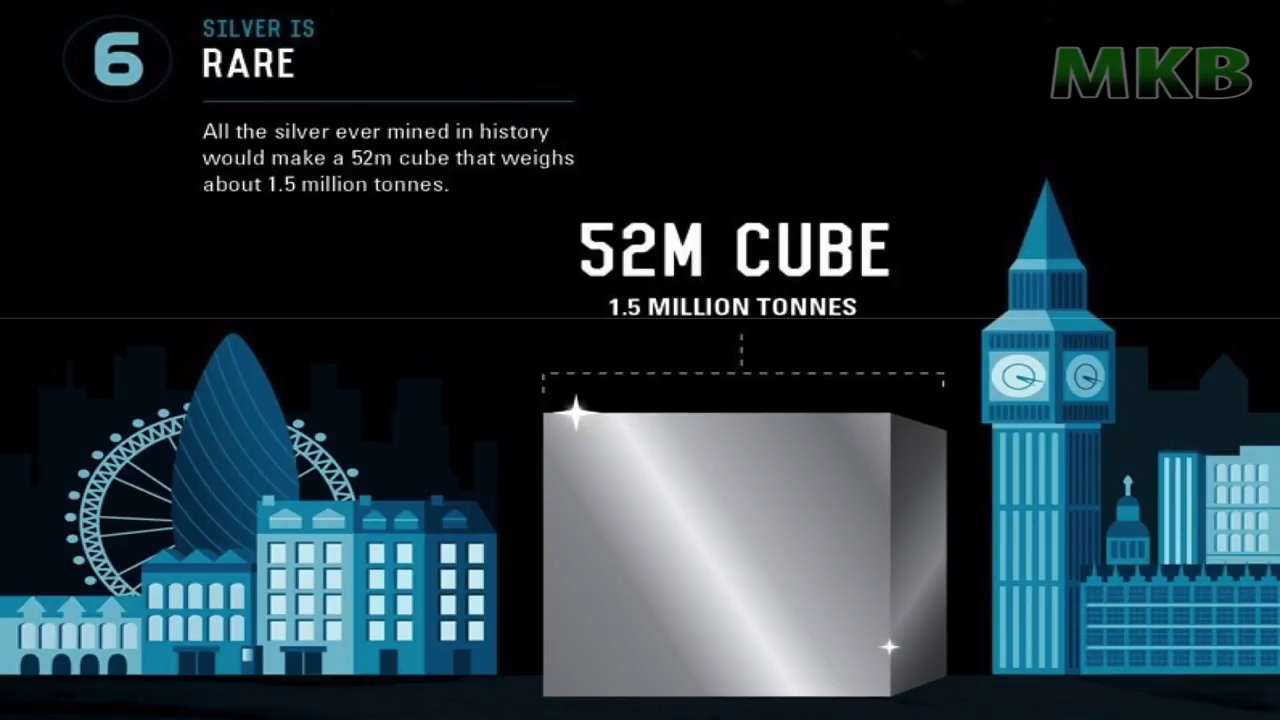 6
SILVER IS
RARE
MKB
All the silver ever mined in history
would make a 52m cube that weighs
about 1.5 million tonnes.
52M CUBE
1.5 MILLION TONNES